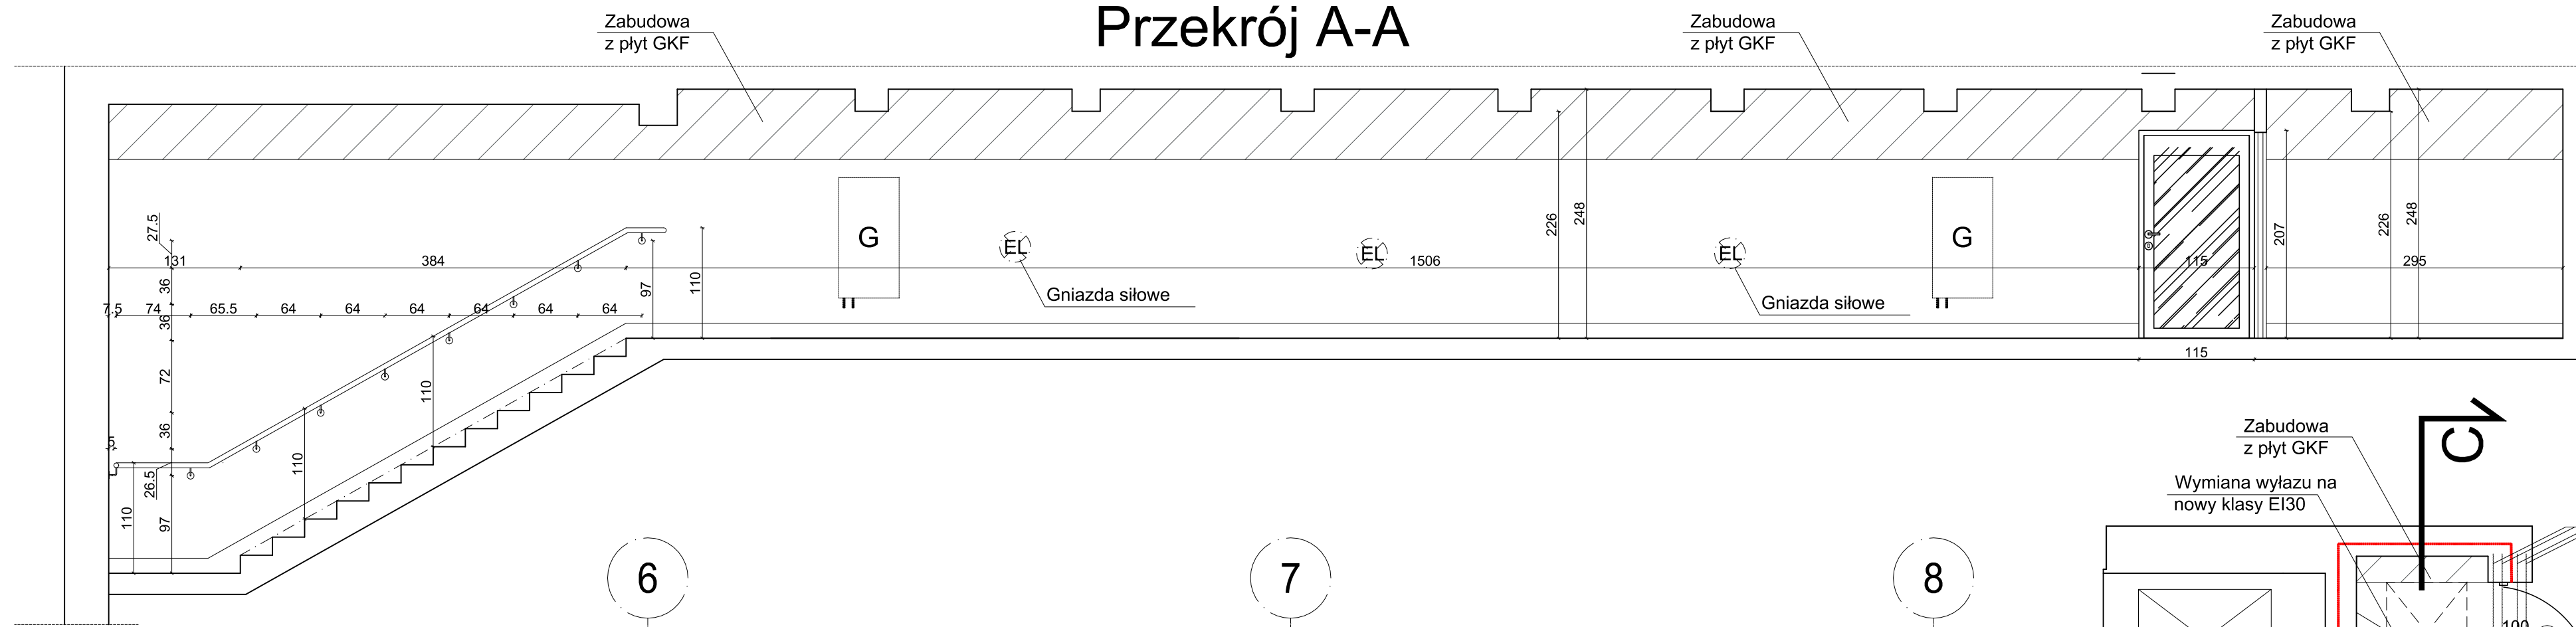 Przekrój A-A
Zabudowa
z płyt GKF
Zabudowa
z płyt GKF
Zabudowa
z płyt GKF
27.5
131
384
1506
115
295
36
7.5
74
65.5
64
64
64
64
64
64
36
72
36
5
26.5
110
97
110
110
97
110
G
EL
Gniazda siłowe
EL
EL
Gniazda siłowe
226
248
G
207
226
248
115
6
7
8
C
Zabudowa
z płyt GKF
Wymiana wyłazu na
nowy klasy EI30
100